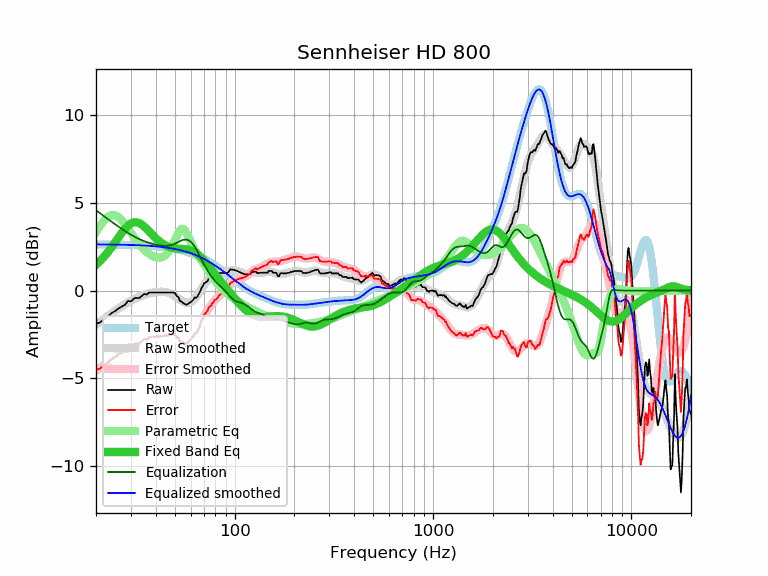 Sennheiser HD 800
Amplitude (dBr)
10
5
0
−5
−10
Target
Raw Smoothed
Error Smoothed
Raw
Error
Parametric Eq
Fixed Band Eq
Equalization
Equalized smoothed
100
1000
10000
Frequency (Hz)